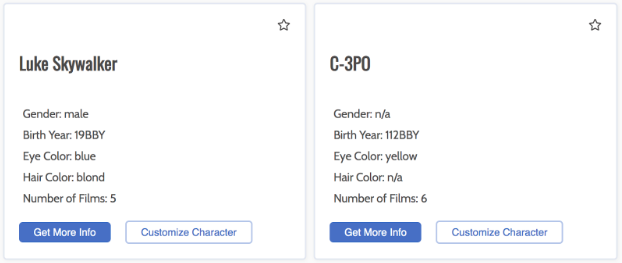 Luke Skywalker
Gender: male
Birth Year: 19BBY
Eye Color: blue
Hair Color: blond
Number of Films: 5
Get More Info
Customize Character
C-3PO
Gender: n/a
Birth Year: 112BBY
Eye Color: yellow
Hair Color: n/a
Number of Films: 6
Get More Info
Customize Character